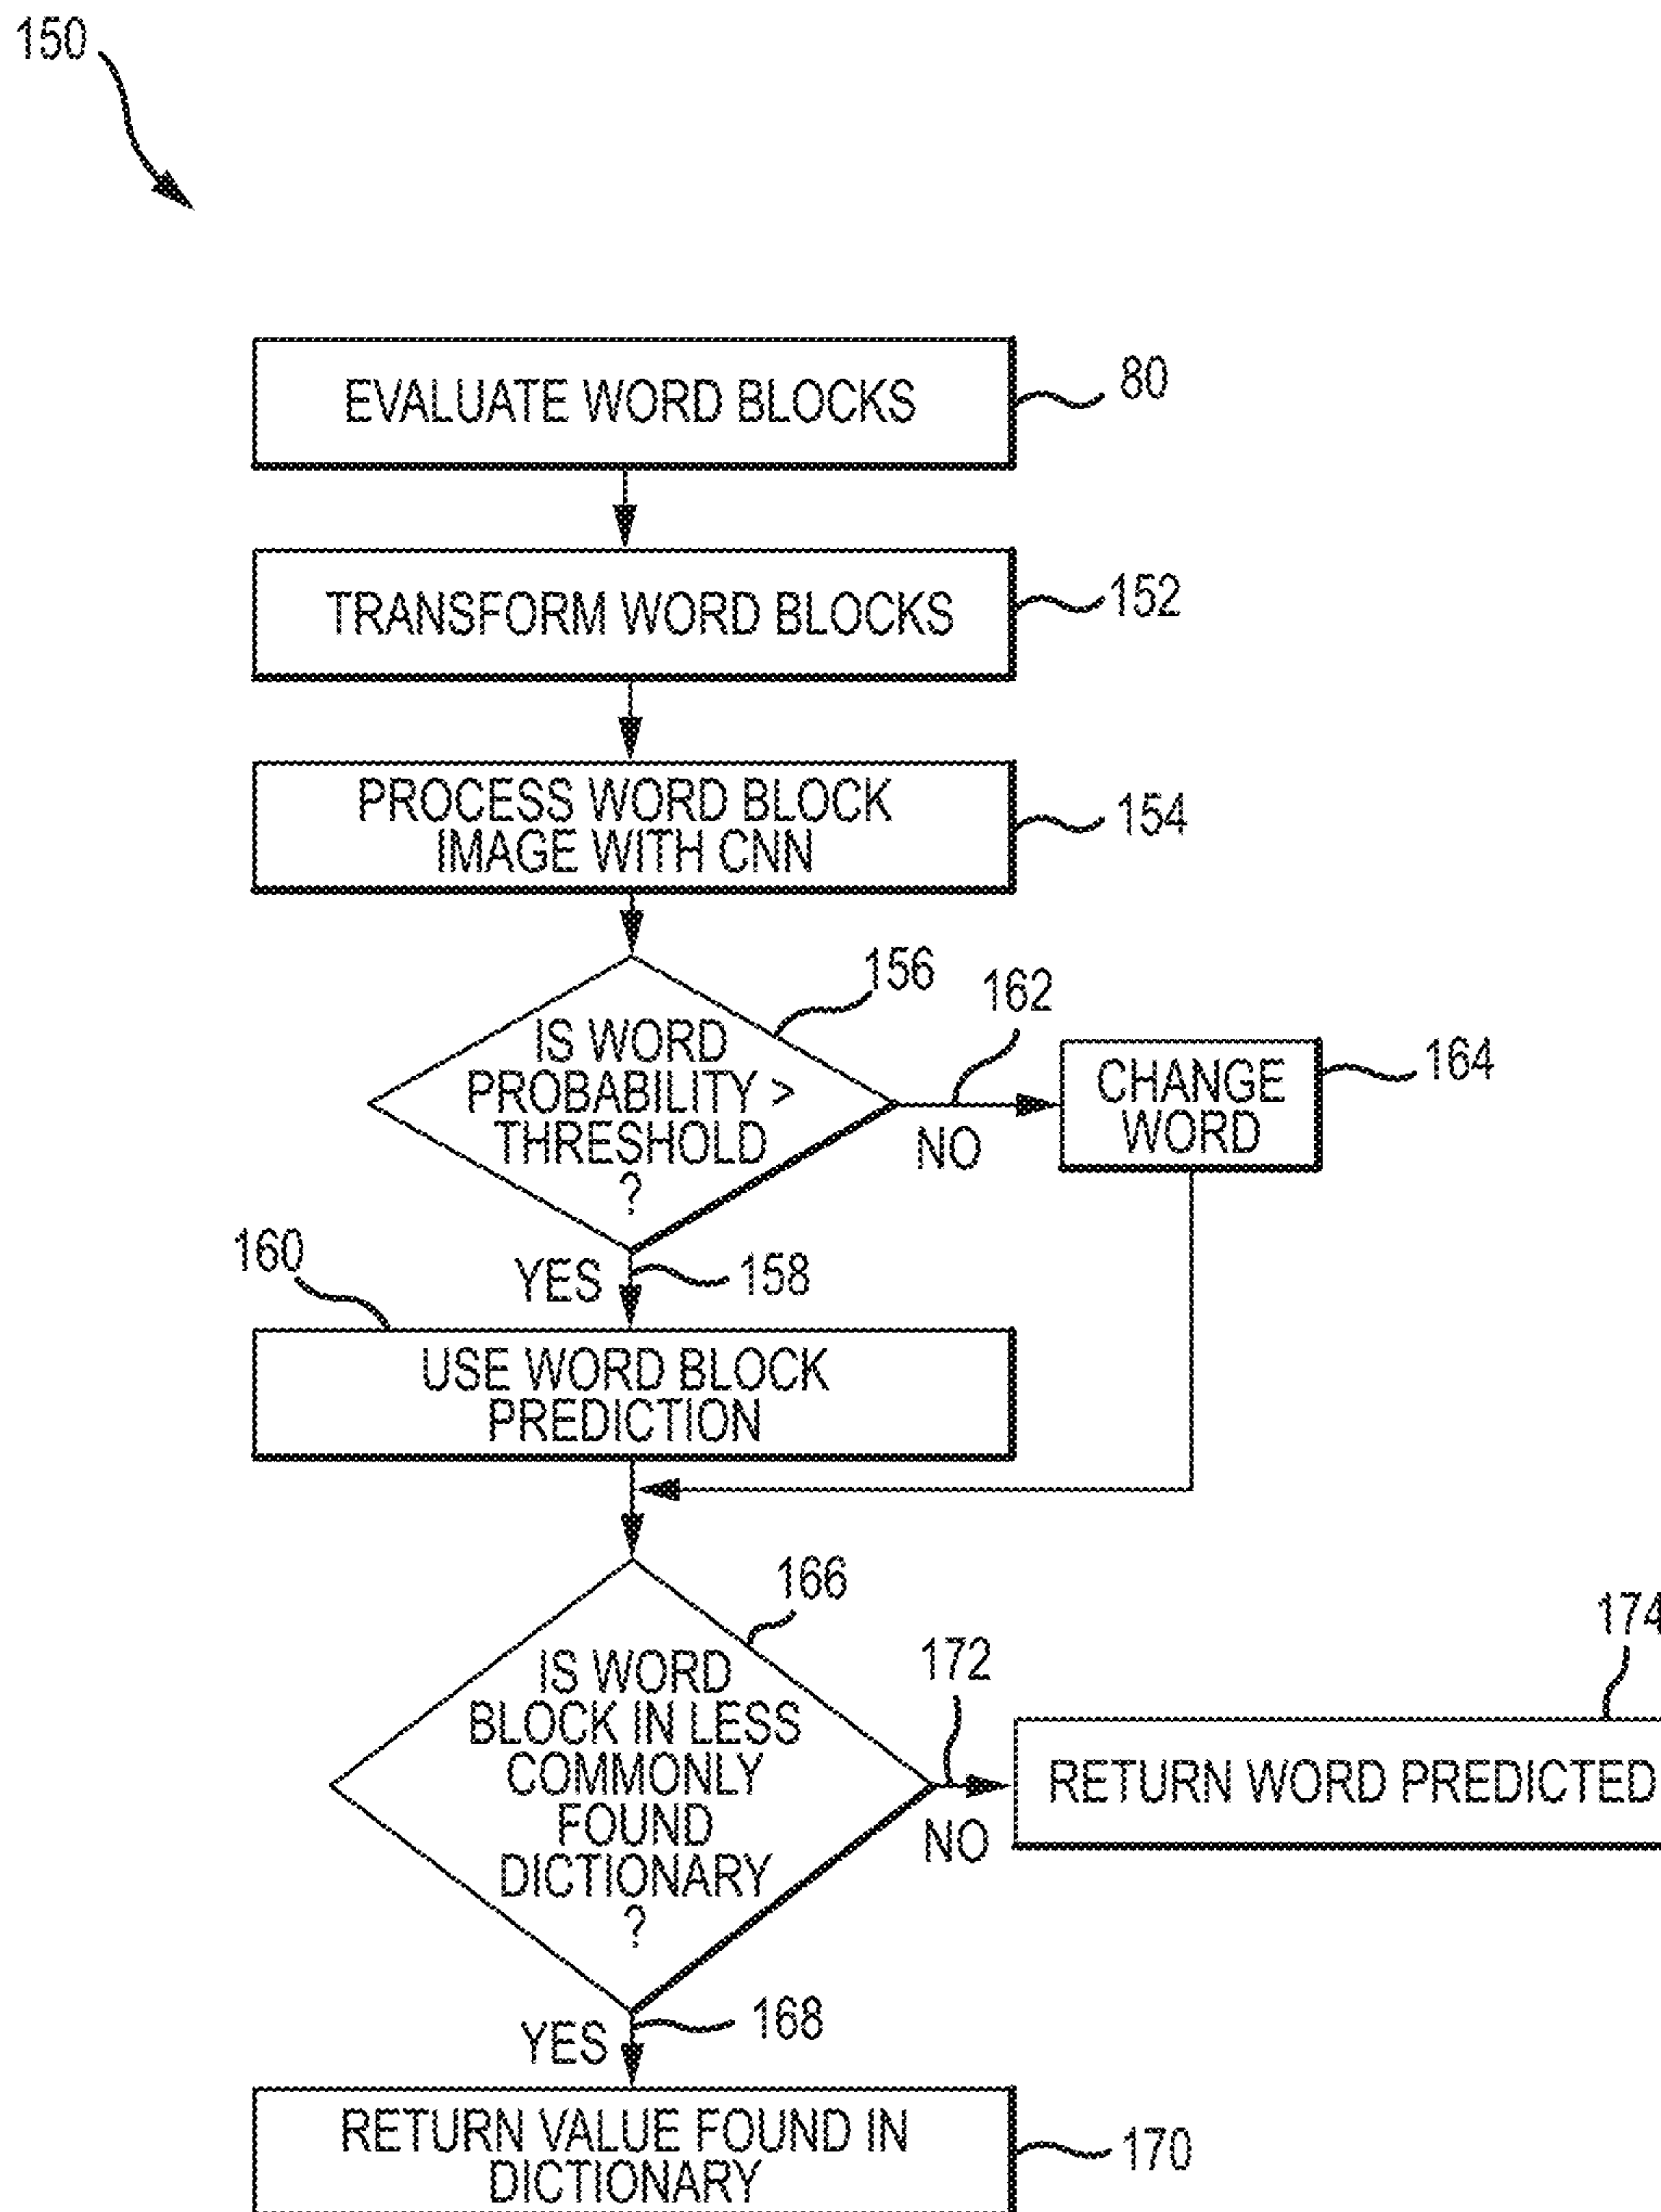 150
EVALUATE WORD BLOCKS
80
TRANSFORM WORD BLOCKS
152
PROCESS WORD BLOCK
IMAGE WITH CNN
154
156
162
IS WORD
PROBABILITY >
THRESHOLD
?
NO
CHANGE
WORD
164
YES
158
160
USE WORD BLOCK
PREDICTION
166
IS WORD
BLOCK IN LESS
COMMONLY
FOUND
DICTIONARY
?
172
NO
174
RETURN WORD PREDICTED
YES
168
RETURN VALUE FOUND IN
DICTIONARY
170